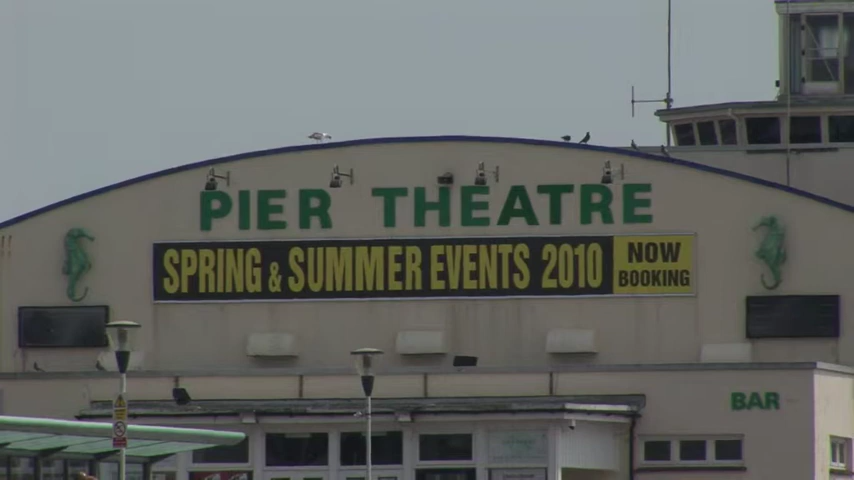 PIER THEATRE
SPRING & SUMMER EVENTS 2010
NOW
BOOKING
BAR